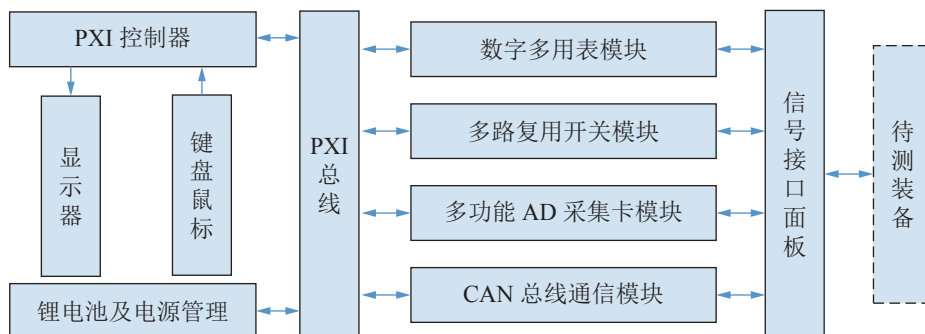 PXI 控制器
显示器
键盘鼠标
锂电池及电源管理
PXI
总线
数字多用表模块
多路复用开关模块
多功能 AD 采集卡模块
CAN 总线通信模块
信号接口面板
待测装备